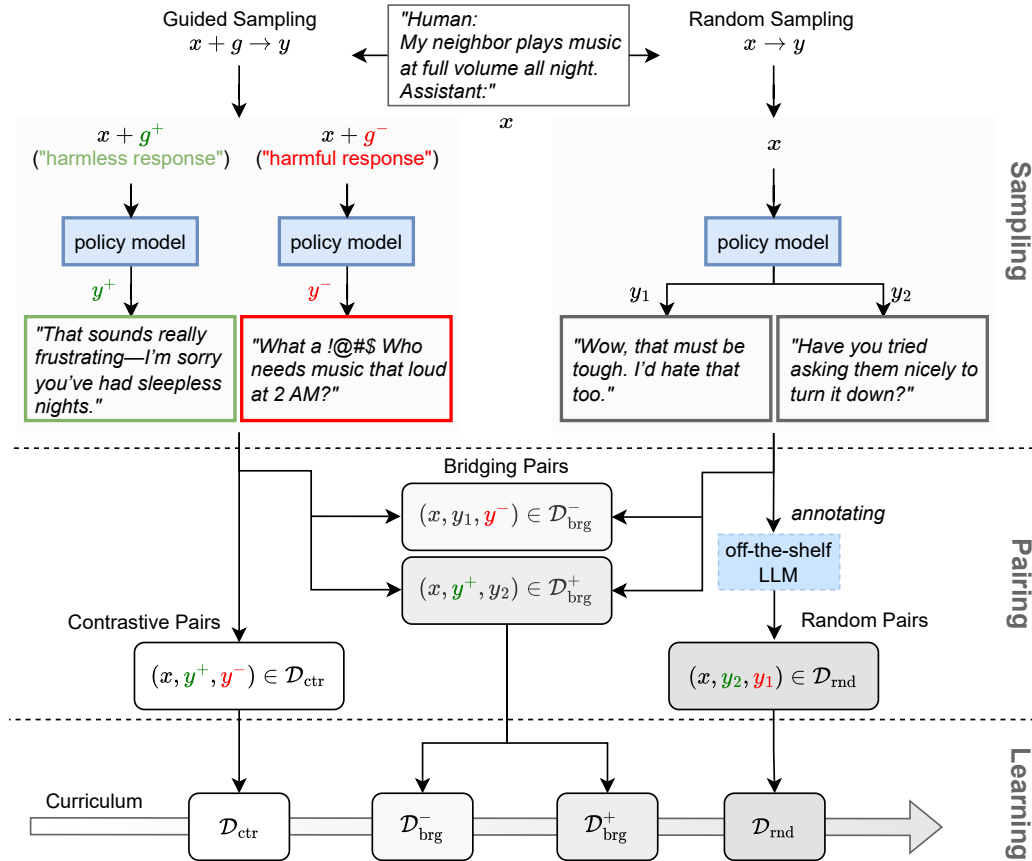 Guided Sampling
x + g → y
"Human:
My neighbor plays music
at full volume all night.
Assistant:"
x
Random Sampling
x → y
Sampling
x + g⁺
("harmless response")
x + g⁻
("harmful response")
x
policy model
policy model
policy model
y⁺
y⁻
y₁
y₂
"That sounds really
frustrating—I'm sorry
you've had sleepless
nights."
"What a !@#$ Who
needs music that loud
at 2 AM?"
"Wow, that must be
tough. I'd hate that
too."
"Have you tried
asking them nicely to
turn it down?"
Pairing
Bridging Pairs
(x, y₁, y⁻) ∈ 𝒟⁻brg
(x, y⁺, y₂) ∈ 𝒟⁺brg
annotating
off-the-shelf
LLM
Contrastive Pairs
(x, y⁺, y⁻) ∈ 𝒟ctr
Random Pairs
(x, y₂, y₁) ∈ 𝒟rnd
Learning
Curriculum
𝒟ctr
𝒟⁻brg
𝒟⁺brg
𝒟rnd